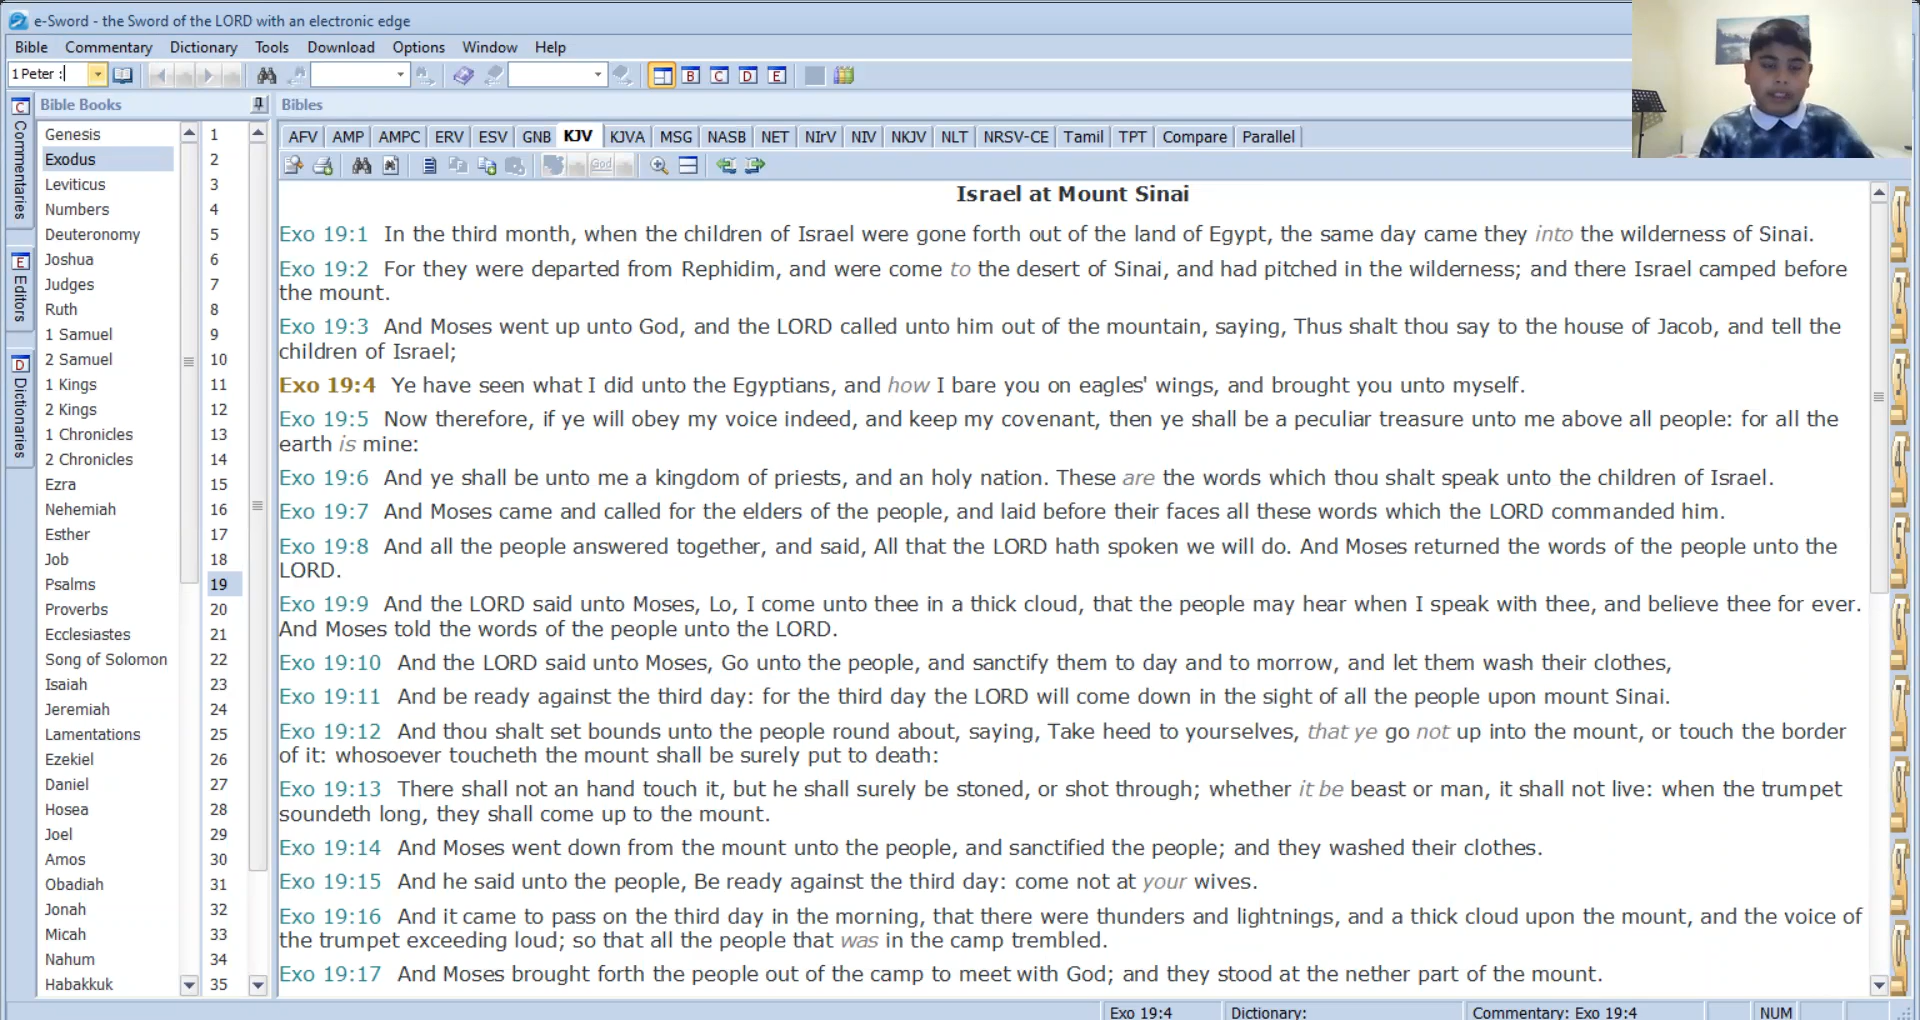 e-Sword - the Sword of the LORD with an electronic edge
Bible Commentary Dictionary Tools Download Options Window Help
1 Peter :
B C D E
C Commentaries
E Editors
D Dictionaries
Bible Books
Genesis 1
Exodus 2
Leviticus 3
Numbers 4
Deuteronomy 5
Joshua 6
Judges 7
Ruth 8
1 Samuel 9
2 Samuel 10
1 Kings 11
2 Kings 12
1 Chronicles 13
2 Chronicles 14
Ezra 15
Nehemiah 16
Esther 17
Job 18
Psalms 19
Proverbs 20
Ecclesiastes 21
Song of Solomon 22
Isaiah 23
Jeremiah 24
Lamentations 25
Ezekiel 26
Daniel 27
Hosea 28
Joel 29
Amos 30
Obadiah 31
Jonah 32
Micah 33
Nahum 34
Habakkuk 35
Bibles
AFV AMP AMPC ERV ESV GNB KJV KJVA MSG NASB NET NIrV NIV NKJV NLT NRSV-CE Tamil TPT Compare Parallel
God
Israel at Mount Sinai
Exo 19:1 In the third month, when the children of Israel were gone forth out of the land of Egypt, the same day came they into the wilderness of Sinai.
Exo 19:2 For they were departed from Rephidim, and were come to the desert of Sinai, and had pitched in the wilderness; and there Israel camped before
the mount.
Exo 19:3 And Moses went up unto God, and the LORD called unto him out of the mountain, saying, Thus shalt thou say to the house of Jacob, and tell the
children of Israel;
Exo 19:4 Ye have seen what I did unto the Egyptians, and how I bare you on eagles' wings, and brought you unto myself.
Exo 19:5 Now therefore, if ye will obey my voice indeed, and keep my covenant, then ye shall be a peculiar treasure unto me above all people: for all the
earth is mine:
Exo 19:6 And ye shall be unto me a kingdom of priests, and an holy nation. These are the words which thou shalt speak unto the children of Israel.
Exo 19:7 And Moses came and called for the elders of the people, and laid before their faces all these words which the LORD commanded him.
Exo 19:8 And all the people answered together, and said, All that the LORD hath spoken we will do. And Moses returned the words of the people unto the
LORD.
Exo 19:9 And the LORD said unto Moses, Lo, I come unto thee in a thick cloud, that the people may hear when I speak with thee, and believe thee for ever.
And Moses told the words of the people unto the LORD.
Exo 19:10 And the LORD said unto Moses, Go unto the people, and sanctify them to day and to morrow, and let them wash their clothes,
Exo 19:11 And be ready against the third day: for the third day the LORD will come down in the sight of all the people upon mount Sinai.
Exo 19:12 And thou shalt set bounds unto the people round about, saying, Take heed to yourselves, that ye go not up into the mount, or touch the border
of it: whosoever toucheth the mount shall be surely put to death:
Exo 19:13 There shall not an hand touch it, but he shall surely be stoned, or shot through; whether it be beast or man, it shall not live: when the trumpet
soundeth long, they shall come up to the mount.
Exo 19:14 And Moses went down from the mount unto the people, and sanctified the people; and they washed their clothes.
Exo 19:15 And he said unto the people, Be ready against the third day: come not at your wives.
Exo 19:16 And it came to pass on the third day in the morning, that there were thunders and lightnings, and a thick cloud upon the mount, and the voice of
the trumpet exceeding loud; so that all the people that was in the camp trembled.
Exo 19:17 And Moses brought forth the people out of the camp to meet with God; and they stood at the nether part of the mount.
1
2
3
4
5
6
7
8
9
0
Exo 19:4 Dictionary: Commentary: Exo 19:4 NUM